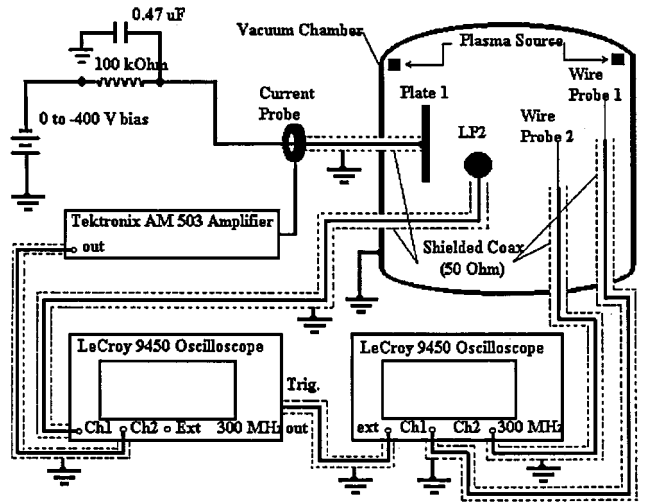 0.47 uF
100 kOhm
0 to -400 V bias
Vacuum Chamber
Plasma Source
Current
Probe
Plate 1
LP2
Wire
Probe 1
Wire
Probe 2
Tektronix AM 503 Amplifier
out
Shielded Coax
(50 Ohm)
LeCroy 9450 Oscilloscope
Ch1 Ch2 Ext 300 MHz
Trig.
out
LeCroy 9450 Oscilloscope
ext Ch1 Ch2 300 MHz